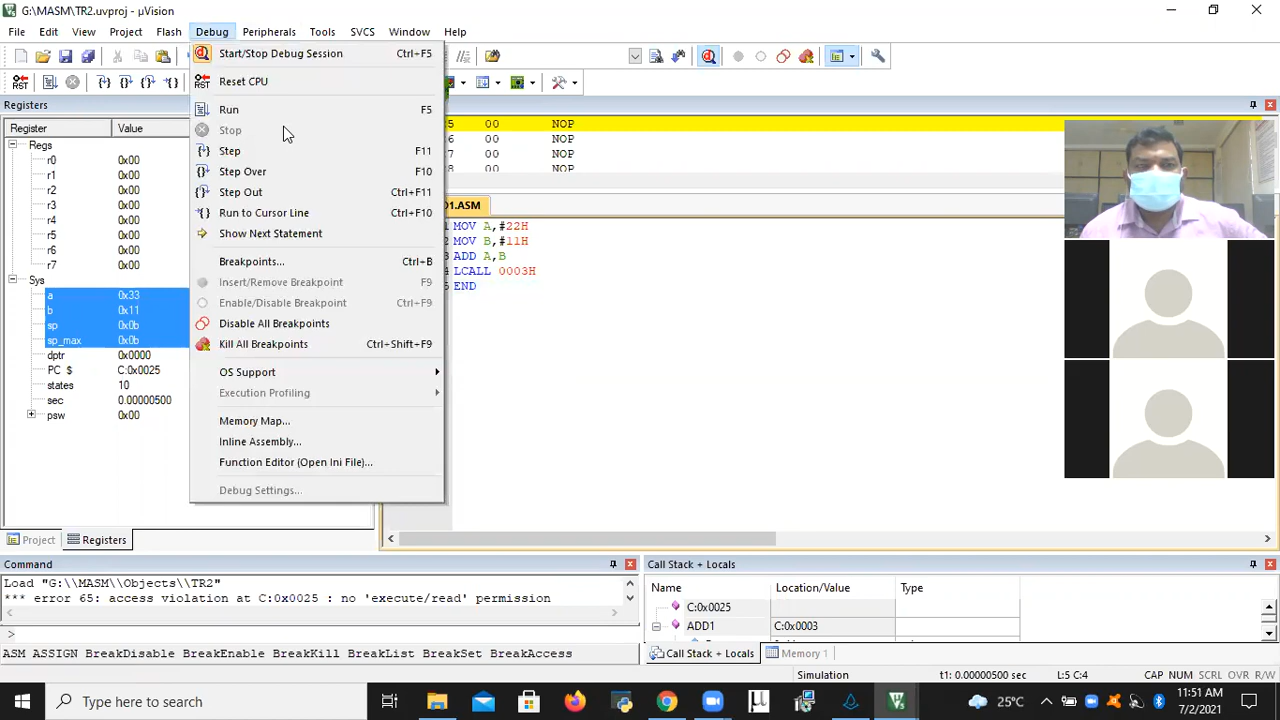 G:\MASM\TR2.uvproj - µVision
File Edit View Project Flash Debug Peripherals Tools SVCS Window Help
Start/Stop Debug Session Ctrl+F5
RST Reset CPU
Run F5
Stop
Step F11
Step Over F10
Step Out Ctrl+F11
Run to Cursor Line Ctrl+F10
Show Next Statement
Breakpoints... Ctrl+B
Insert/Remove Breakpoint F9
Enable/Disable Breakpoint Ctrl+F9
Disable All Breakpoints
Kill All Breakpoints Ctrl+Shift+F9
OS Support
Execution Profiling
Memory Map...
Inline Assembly...
Function Editor (Open Ini File)...
Debug Settings...
RST
Registers
Register Value
Regs
r0 0x00
r1 0x00
r2 0x00
r3 0x00
r4 0x00
r5 0x00
r6 0x00
r7 0x00
Sys
a 0x33
b 0x11
sp 0x0b
sp_max 0x0b
dptr 0x0000
PC $ C:0x0025
states 10
sec 0.00000500
psw 0x00
Project Registers
5 00 NOP
6 00 NOP
7 00 NOP
8 00 NOP
D1.ASM
1 MOV A,#22H
2 MOV B,#11H
3 ADD A,B
4 LCALL 0003H
5 END
Command
Load "G:\\MASM\\Objects\\TR2"
*** error 65: access violation at C:0x0025 : no 'execute/read' permission
>
ASM ASSIGN BreakDisable BreakEnable BreakKill BreakList BreakSet BreakAccess
Call Stack + Locals
Name Location/Value Type
C:0x0025
ADD1 C:0x0003
Call Stack + Locals Memory 1
Simulation t1: 0.00000500 sec L:5 C:4 CAP NUM SCRL OVR R/W
Type here to search
25°C
11:51 AM
7/2/2021